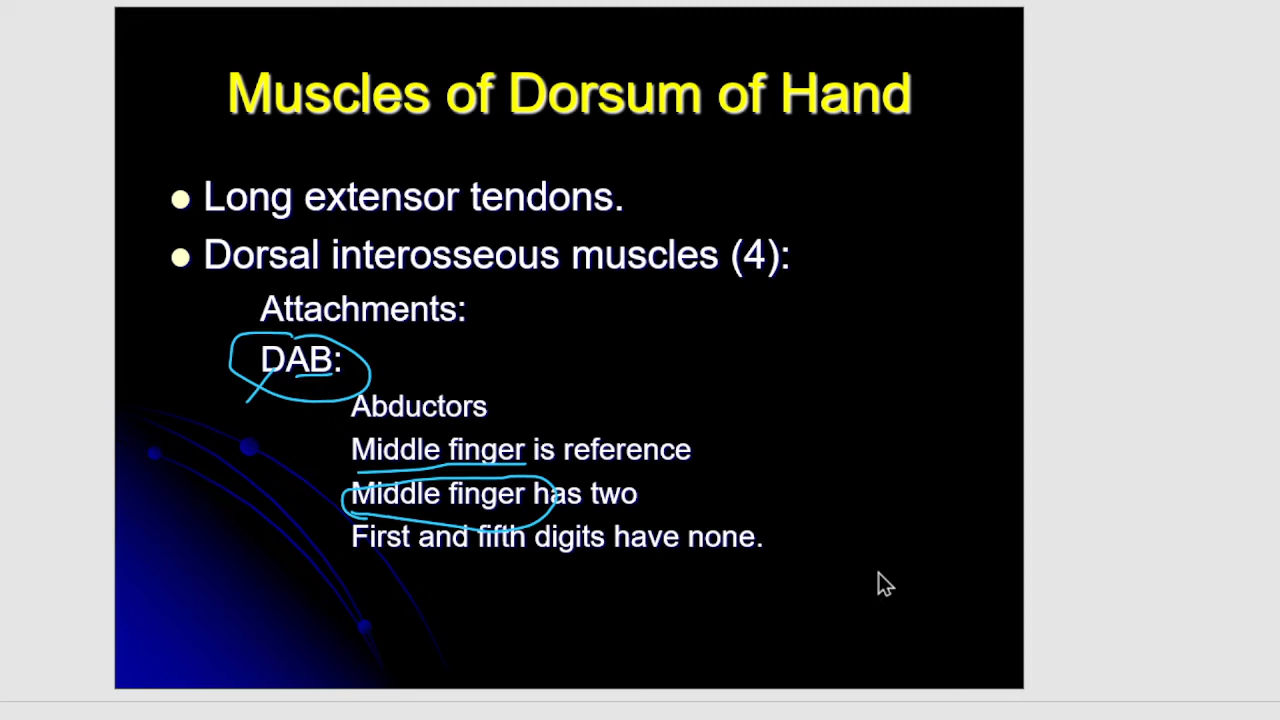 Muscles of Dorsum of Hand
Long extensor tendons.
Dorsal interosseous muscles (4):
Attachments:
DAB:
Abductors
Middle finger is reference
Middle finger has two
First and fifth digits have none.